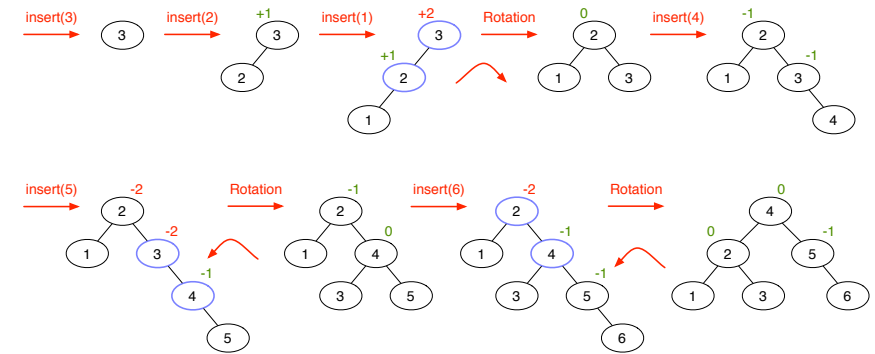 insert(3) insert(2) +1 insert(1) +2 Rotation 0 insert(4) -1
3 3 3 2 2
+1 -1
2 2 1 3 1 3
1 4
insert(5) -2 Rotation -1 insert(6) -2 Rotation 0
2 2 2 4
-2 0 -1 0 -1
1 3 1 4 1 4 2 5
-1 -1
4 3 5 3 5 1 3 6
5 6